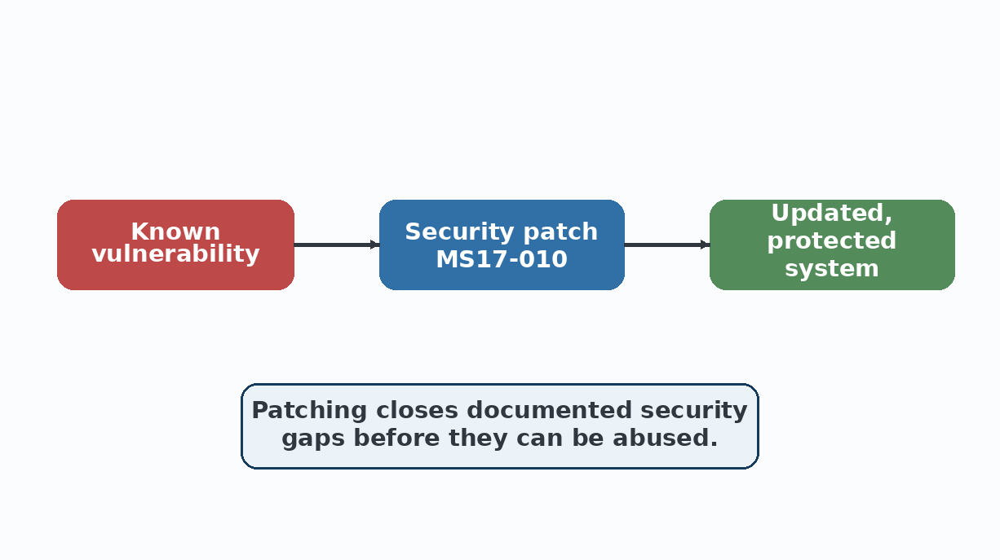 Known
vulnerability
Security patch
MS17-010
Updated,
protected
system
Patching closes documented security
gaps before they can be abused.